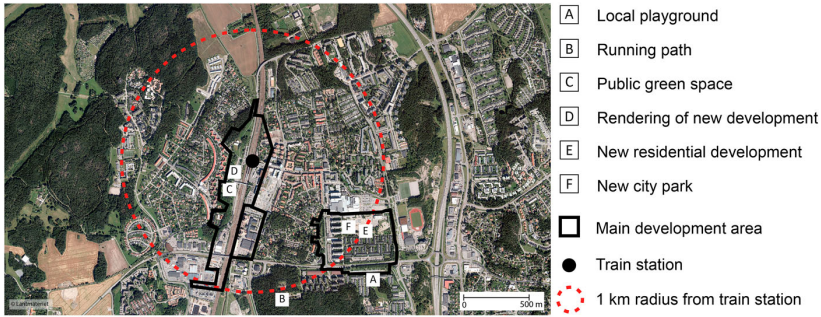 A Local playground
B Running path
C Public green space
D Rendering of new development
E New residential development
F New city park
Main development area
Train station
1 km radius from train station
D
C
F
E
A
B
© Lantmäteriet
0 500 m